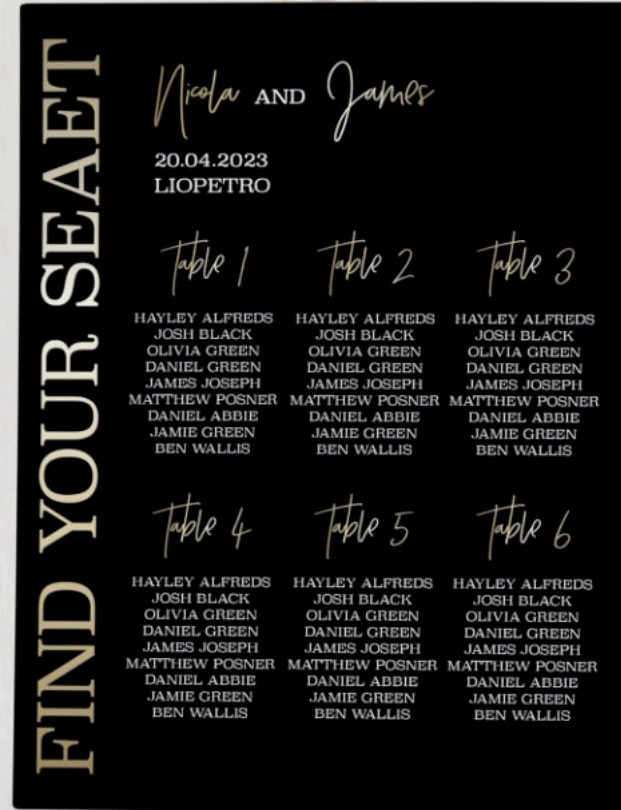 FIND YOUR SEAET
Nicola AND James
20.04.2023
LIOPETRO
Table 1
HAYLEY ALFREDS
JOSH BLACK
OLIVIA GREEN
DANIEL GREEN
JAMES JOSEPH
MATTHEW POSNER
DANIEL ABBIE
JAMIE GREEN
BEN WALLIS
Table 2
HAYLEY ALFREDS
JOSH BLACK
OLIVIA GREEN
DANIEL GREEN
JAMES JOSEPH
MATTHEW POSNER
DANIEL ABBIE
JAMIE GREEN
BEN WALLIS
Table 3
HAYLEY ALFREDS
JOSH BLACK
OLIVIA GREEN
DANIEL GREEN
JAMES JOSEPH
MATTHEW POSNER
DANIEL ABBIE
JAMIE GREEN
BEN WALLIS
Table 4
HAYLEY ALFREDS
JOSH BLACK
OLIVIA GREEN
DANIEL GREEN
JAMES JOSEPH
MATTHEW POSNER
DANIEL ABBIE
JAMIE GREEN
BEN WALLIS
Table 5
HAYLEY ALFREDS
JOSH BLACK
OLIVIA GREEN
DANIEL GREEN
JAMES JOSEPH
MATTHEW POSNER
DANIEL ABBIE
JAMIE GREEN
BEN WALLIS
Table 6
HAYLEY ALFREDS
JOSH BLACK
OLIVIA GREEN
DANIEL GREEN
JAMES JOSEPH
MATTHEW POSNER
DANIEL ABBIE
JAMIE GREEN
BEN WALLIS